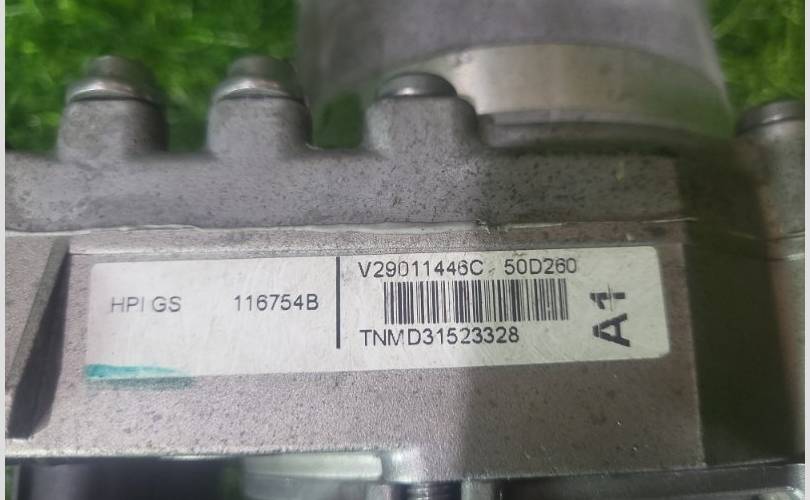 HPI GS 116754B
V29011446C 50D260
TNMD31523328
A1